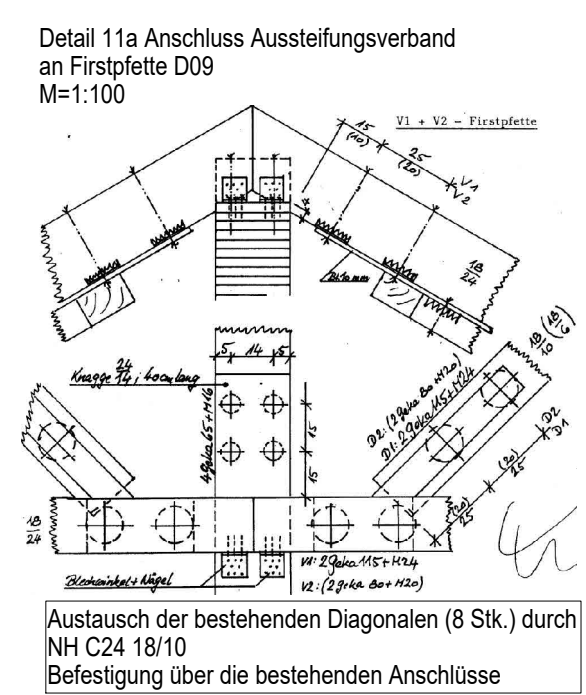 Detail 11a Anschluss Aussteifungsverband
an Firstpfette D09
M=1:100
V1 + V2 - Firstpfette
15
(10)
25
(20)
V1
V2
18
24
Bl.10mm
5 14 5
Knagge 24/14; 40cm lang
18 (18/6)
10
4 Geka 65+M16
15
15
D2: (2 geka 80+M20)
D1: 2 Geka 115+M24
D2
D1
(20)
25
(20)
25
18
24
Blechwinkel + Nägel
V1: 2 Geka 115+M24
V2: (2 geka 80+M20)
Austausch der bestehenden Diagonalen (8 Stk.) durch
NH C24 18/10
Befestigung über die bestehenden Anschlüsse